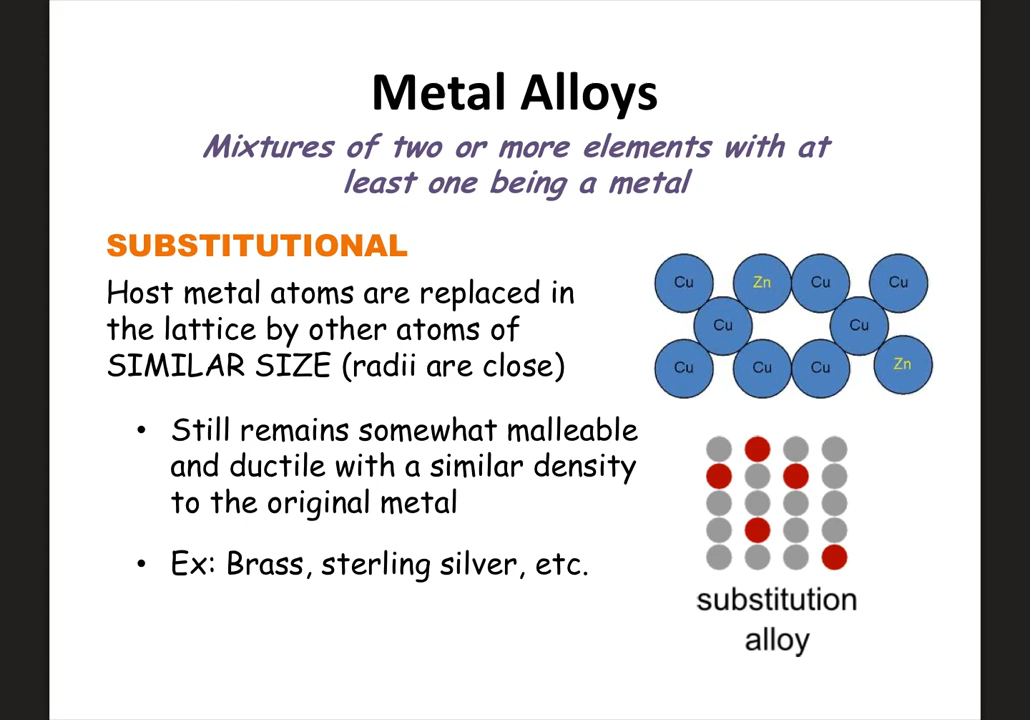 Metal Alloys
Mixtures of two or more elements with at
least one being a metal
SUBSTITUTIONAL
Host metal atoms are replaced in
the lattice by other atoms of
SIMILAR SIZE (radii are close)
• Still remains somewhat malleable
and ductile with a similar density
to the original metal
• Ex: Brass, sterling silver, etc.
Cu Zn Cu Cu
Cu Cu
Cu Cu Cu Zn
substitution
alloy